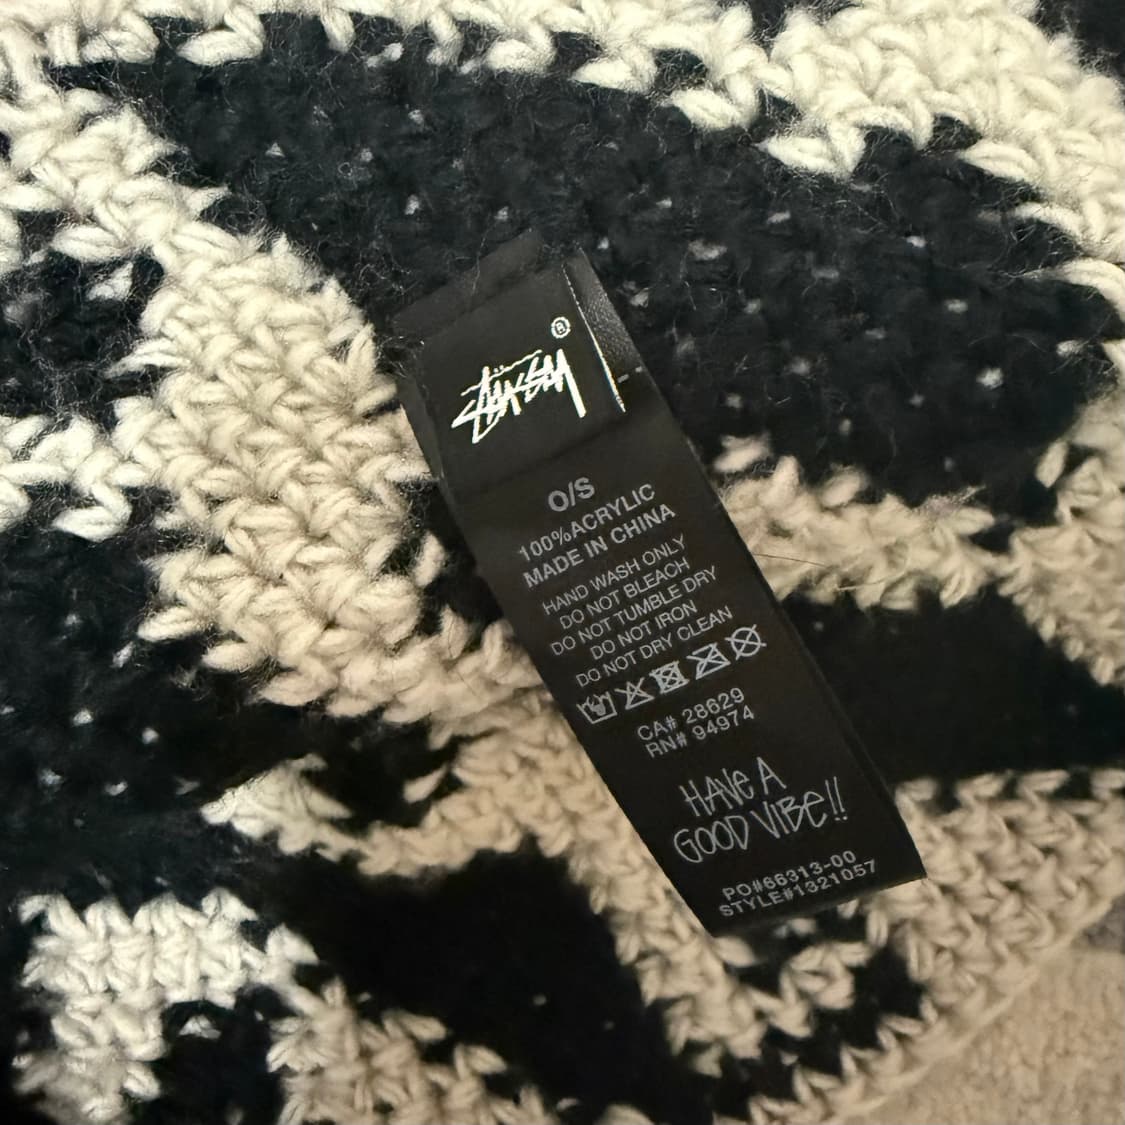 STÜSSY ®
O/S
100%ACRYLIC
MADE IN CHINA
HAND WASH ONLY
DO NOT BLEACH
DO NOT TUMBLE DRY
DO NOT IRON
DO NOT DRY CLEAN
CA# 28629
RN# 94974
HAVE A
GOOD VIBE!!
PO#66313-00
STYLE#1321057